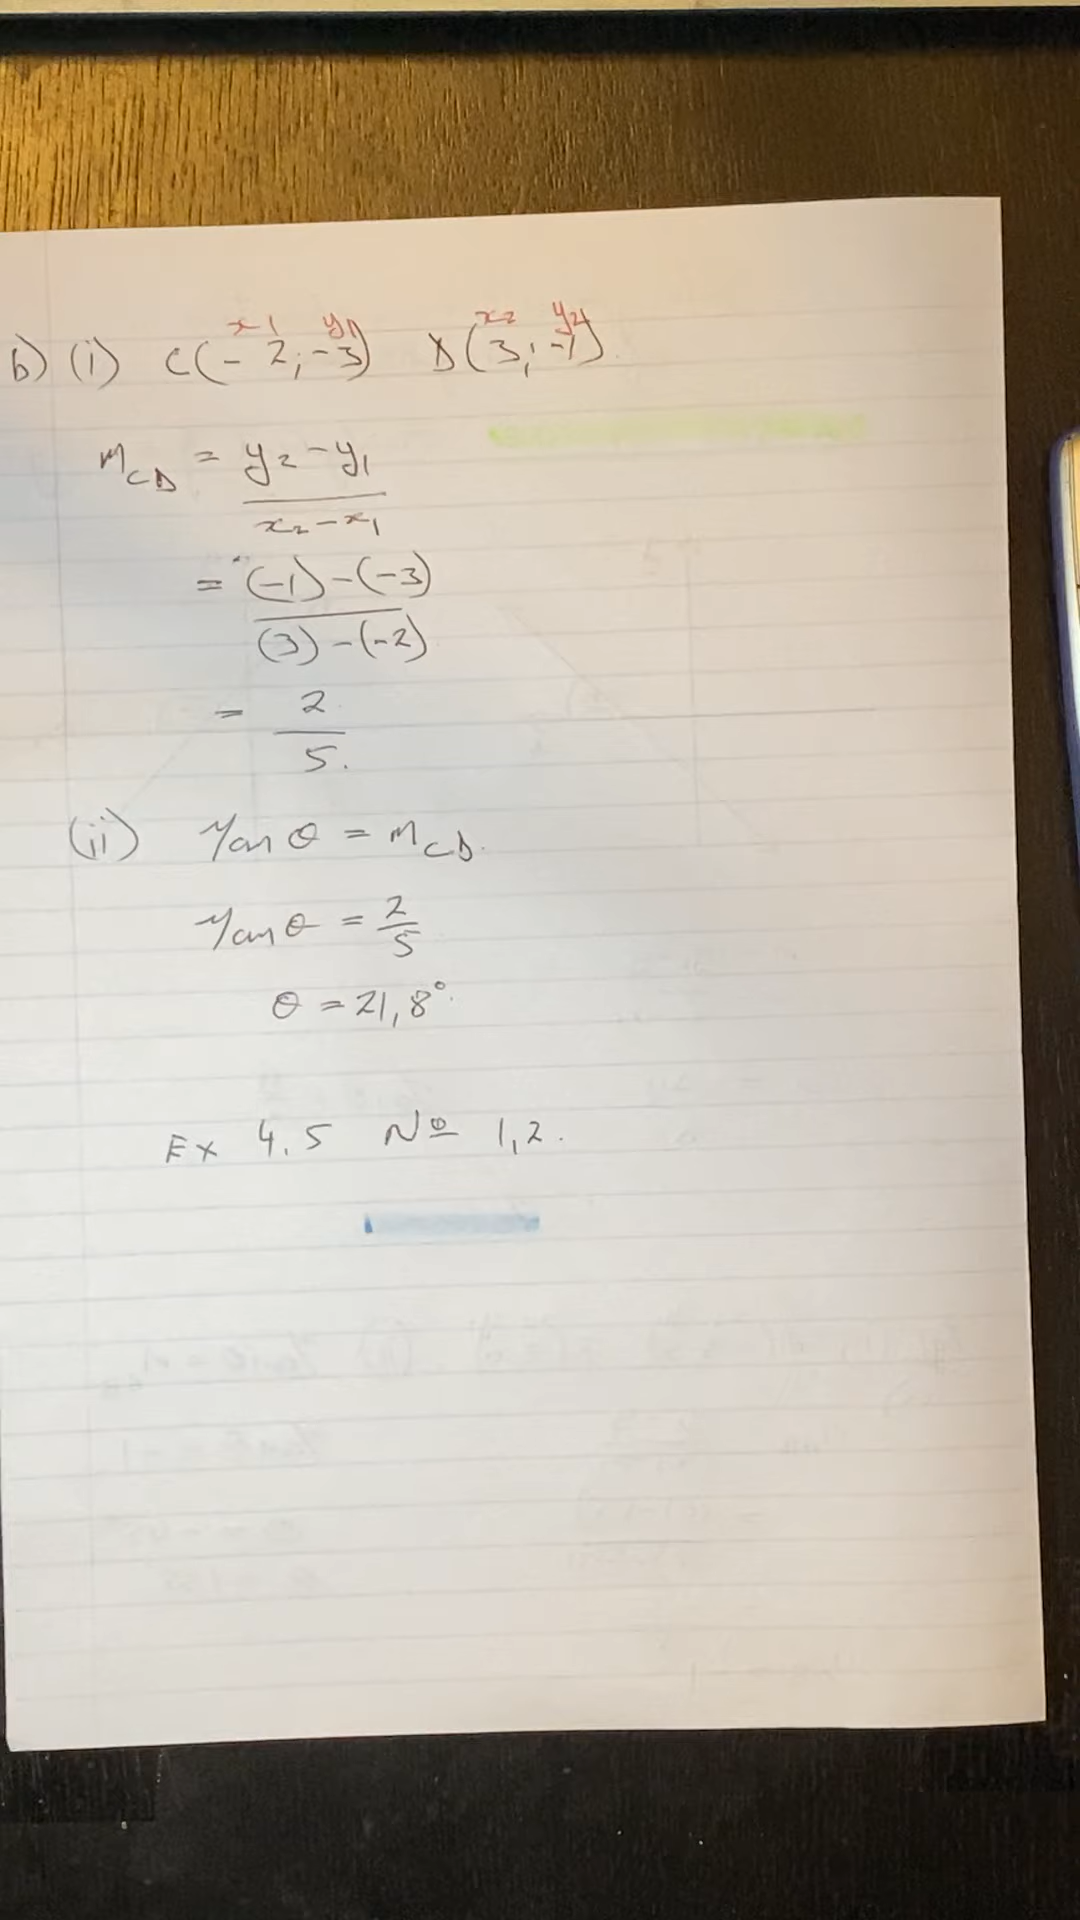 x1 y1 x2 y2
b) (i) C(-2;-3) D(3;-1)
mCD = y2-y1
x2-x1
= (-1)-(-3)
(3)-(-2)
= 2
5.
(ii) Tan θ = mCD.
Tan θ = 2
5
θ = 21,8°.
Ex 4.5 No 1,2.